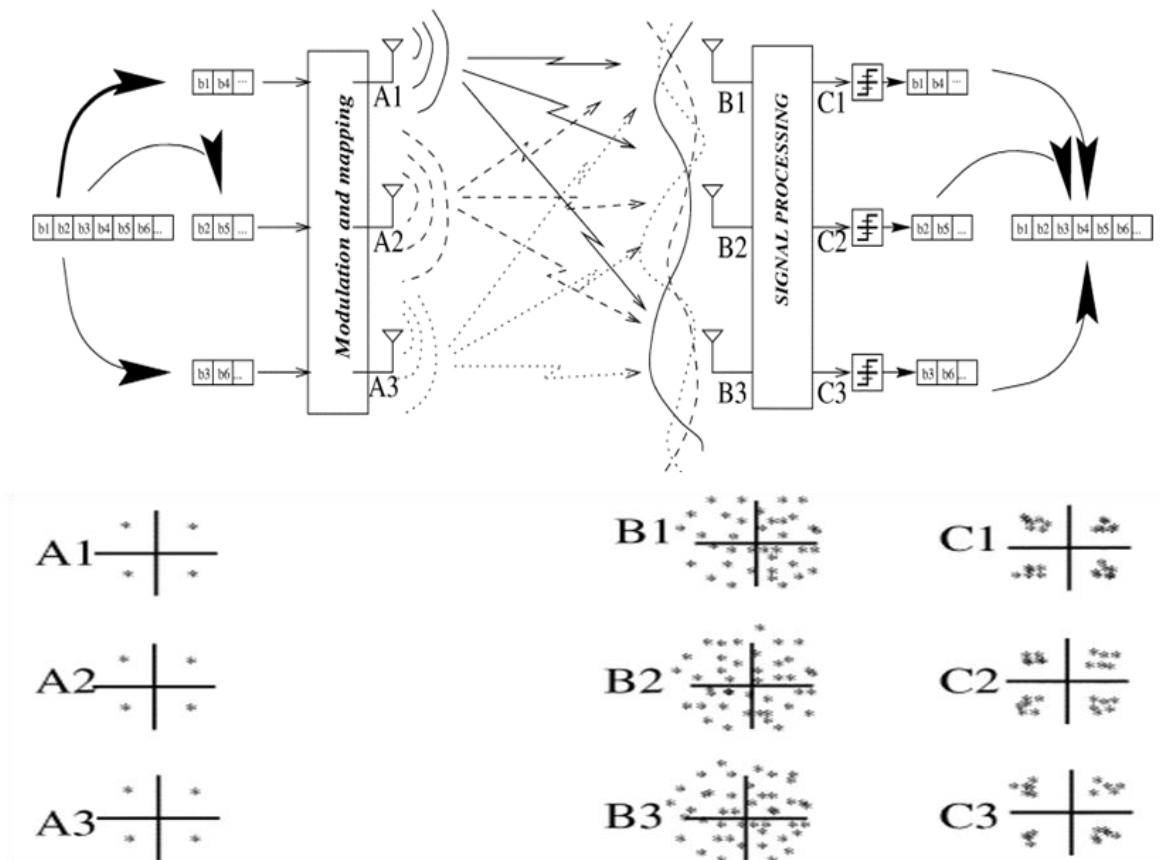 b1 b4 ...
A1
B1
C1
b1 b4 ...
b1 b2 b3 b4 b5 b6...
b2 b5 ...
Modulation and mapping
A2
B2
SIGNAL PROCESSING
C2
b2 b5 ...
b1 b2 b3 b4 b5 b6...
b3 b6 ...
A3
B3
C3
b3 b6 ...
A1
B1
C1
A2
B2
C2
A3
B3
C3